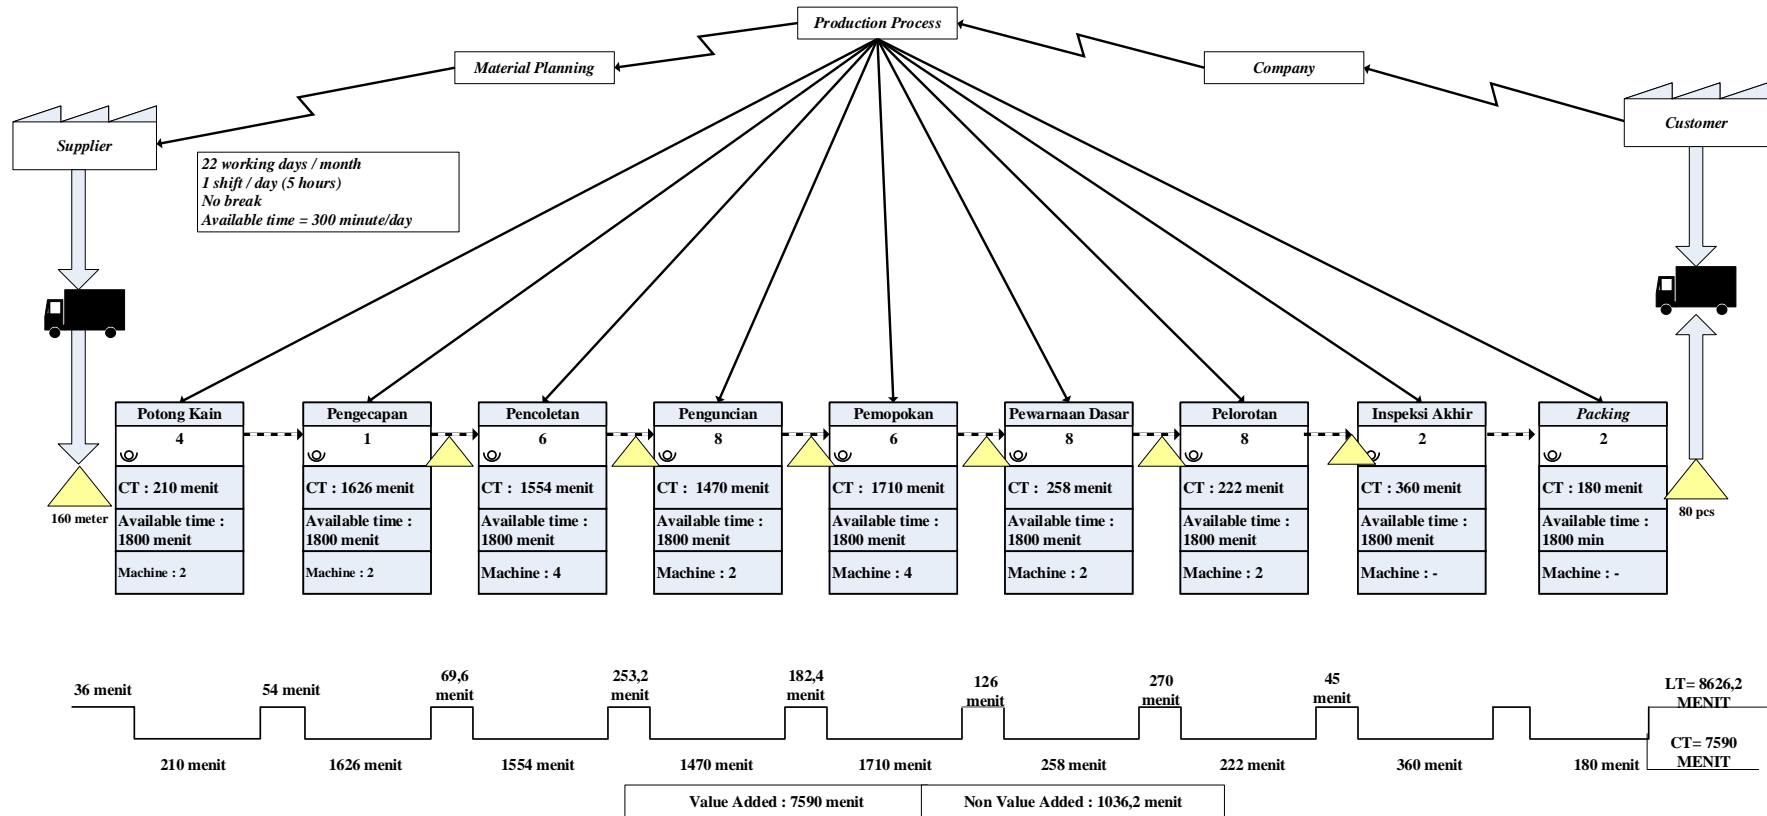 Production Process
Material Planning
Company
Supplier
Customer
22 working days / month
1 shift / day (5 hours)
No break
Available time = 300 minute/day
Potong Kain
4
CT : 210 menit
Available time :
1800 menit
Machine : 2
Pengecapan
1
CT : 1626 menit
Available time :
1800 menit
Machine : 2
Pencoletan
6
CT : 1554 menit
Available time :
1800 menit
Machine : 4
Penguncian
8
CT : 1470 menit
Available time :
1800 menit
Machine : 2
Pemopokan
6
CT : 1710 menit
Available time :
1800 menit
Machine : 4
Pewarnaan Dasar
8
CT : 258 menit
Available time :
1800 menit
Machine : 2
Pelorotan
8
CT : 222 menit
Available time :
1800 menit
Machine : 2
Inspeksi Akhir
2
CT : 360 menit
Available time :
1800 menit
Machine : -
Packing
2
CT : 180 menit
Available time :
1800 min
Machine : -
160 meter
80 pcs
36 menit
54 menit
69,6
menit
253,2
menit
182,4
menit
126
menit
270
menit
45
menit
LT= 8626,2
MENIT
210 menit
1626 menit
1554 menit
1470 menit
1710 menit
258 menit
222 menit
360 menit
180 menit
CT= 7590
MENIT
Value Added : 7590 menit
Non Value Added : 1036,2 menit